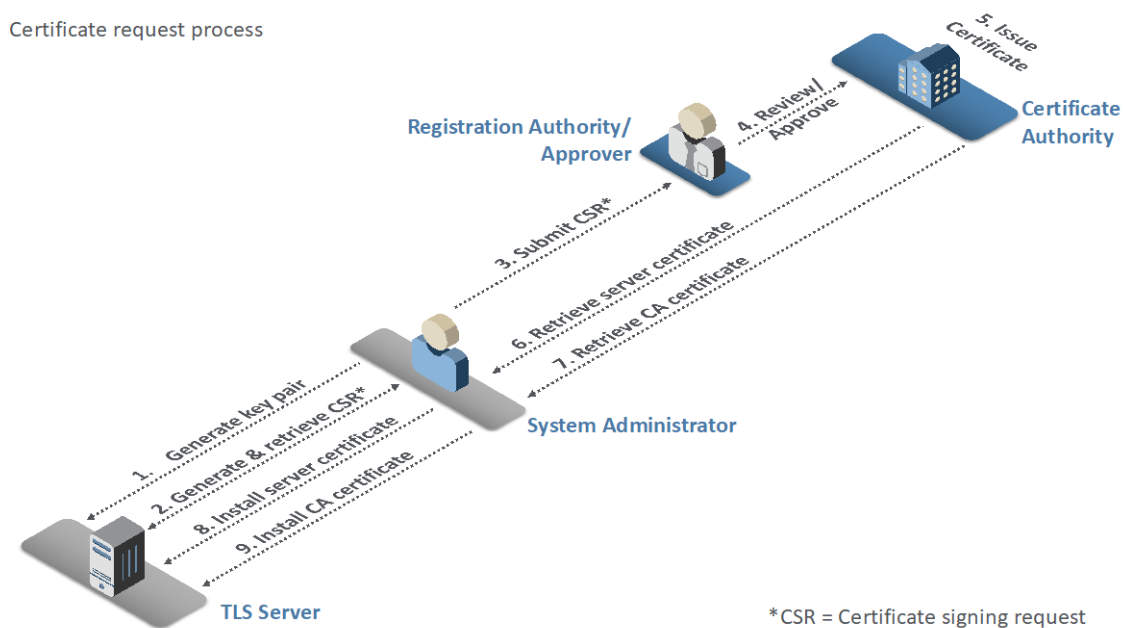 Certificate request process
5. Issue
Certificate
Certificate
Authority
Registration Authority/
Approver
4. Review/
Approve
3. Submit CSR*
6. Retrieve server certificate
7. Retrieve CA certificate
System Administrator
1. Generate key pair
2. Generate & retrieve CSR*
8. Install server certificate
9. Install CA certificate
TLS Server
*CSR = Certificate signing request